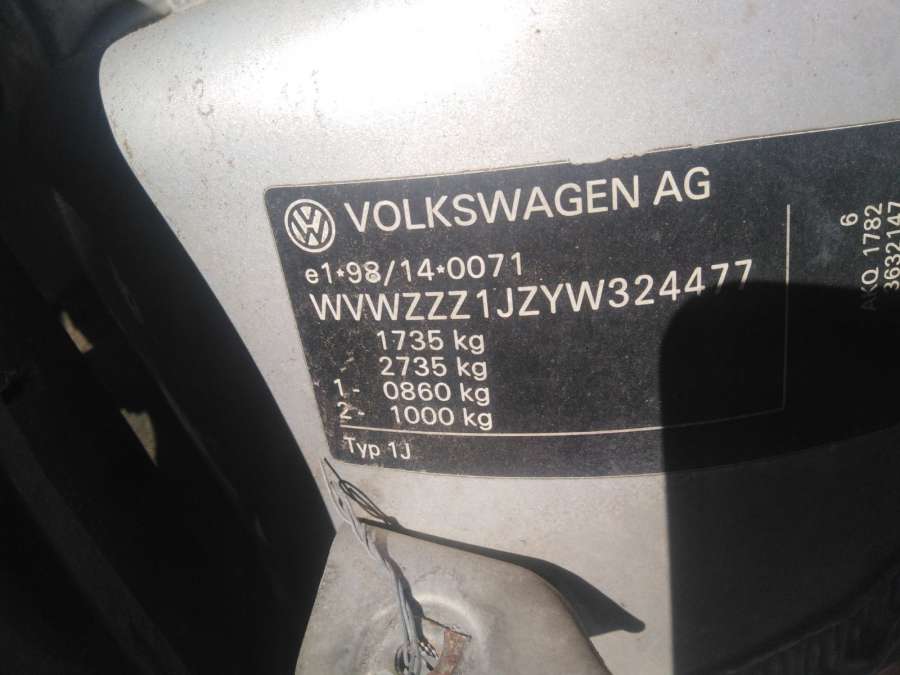 VOLKSWAGEN AG
e1*98/14*0071
WVWZZZ1JZYW324477
1735 kg
2735 kg
1- 0860 kg
2- 1000 kg
Typ 1J
6
AKQ 1782
3632147